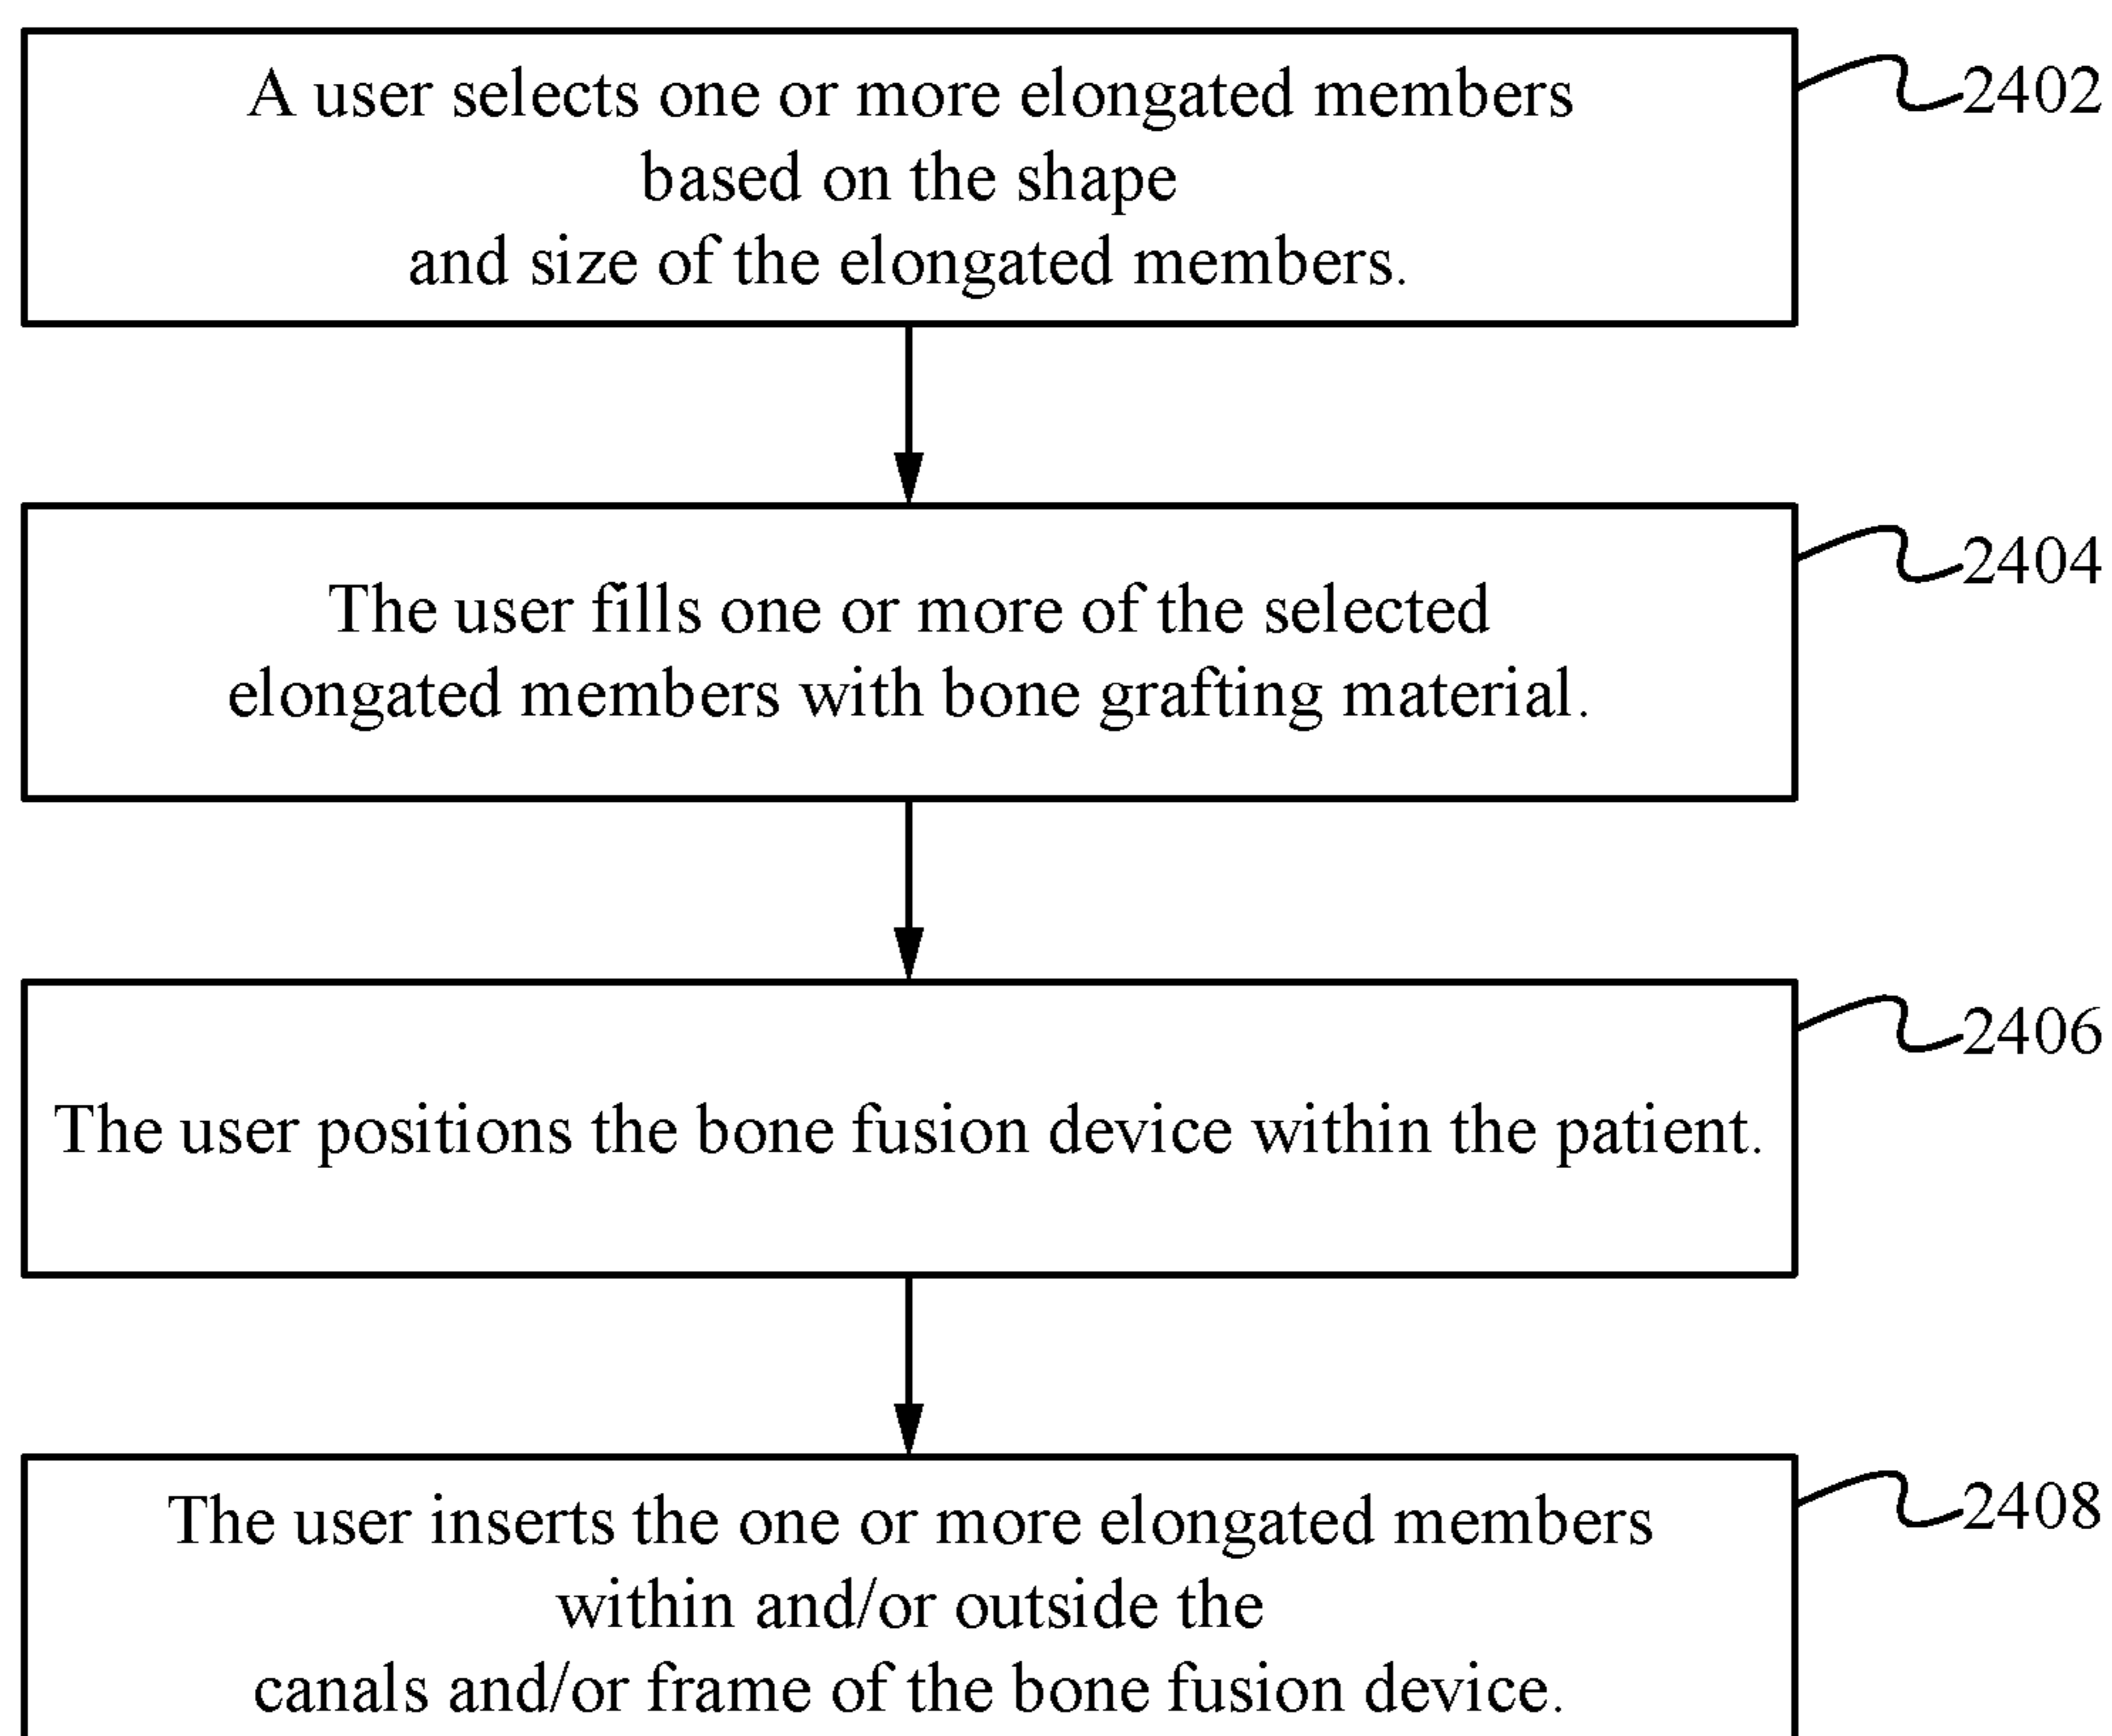 A user selects one or more elongated members
based on the shape
and size of the elongated members.
2402
The user fills one or more of the selected
elongated members with bone grafting material.
2404
The user positions the bone fusion device within the patient.
2406
The user inserts the one or more elongated members
within and/or outside the
canals and/or frame of the bone fusion device.
2408